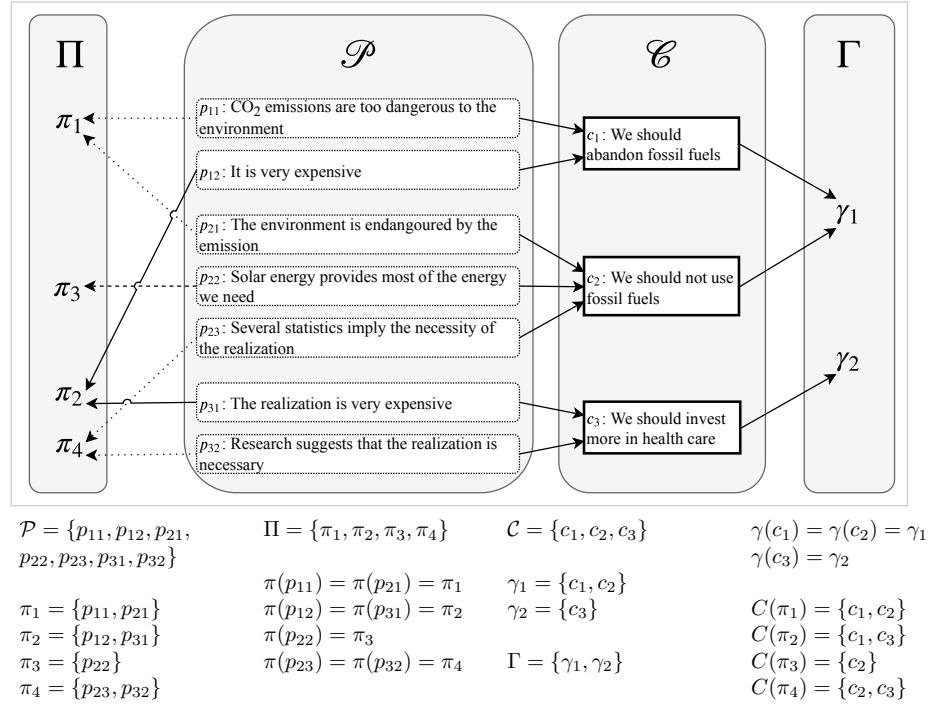 Π 𝒫 𝒞 Γ
π₁
p₁₁: CO₂ emissions are too dangerous to the
environment
c₁: We should
abandon fossil fuels
p₁₂: It is very expensive
γ₁
p₂₁: The environment is endangoured by the
emission
π₃
p₂₂: Solar energy provides most of the energy
we need
c₂: We should not use
fossil fuels
p₂₃: Several statistics imply the necessity of
the realization
γ₂
π₂
p₃₁: The realization is very expensive
c₃: We should invest
more in health care
π₄
p₃₂: Research suggests that the realization is
necessary
𝒫 = {p₁₁, p₁₂, p₂₁,
p₂₂, p₂₃, p₃₁, p₃₂}
π₁ = {p₁₁, p₂₁}
π₂ = {p₁₂, p₃₁}
π₃ = {p₂₂}
π₄ = {p₂₃, p₃₂}
Π = {π₁, π₂, π₃, π₄}
π(p₁₁) = π(p₂₁) = π₁
π(p₁₂) = π(p₃₁) = π₂
π(p₂₂) = π₃
π(p₂₃) = π(p₃₂) = π₄
𝒞 = {c₁, c₂, c₃}
γ₁ = {c₁, c₂}
γ₂ = {c₃}
Γ = {γ₁, γ₂}
γ(c₁) = γ(c₂) = γ₁
γ(c₃) = γ₂
C(π₁) = {c₁, c₂}
C(π₂) = {c₁, c₃}
C(π₃) = {c₂}
C(π₄) = {c₂, c₃}